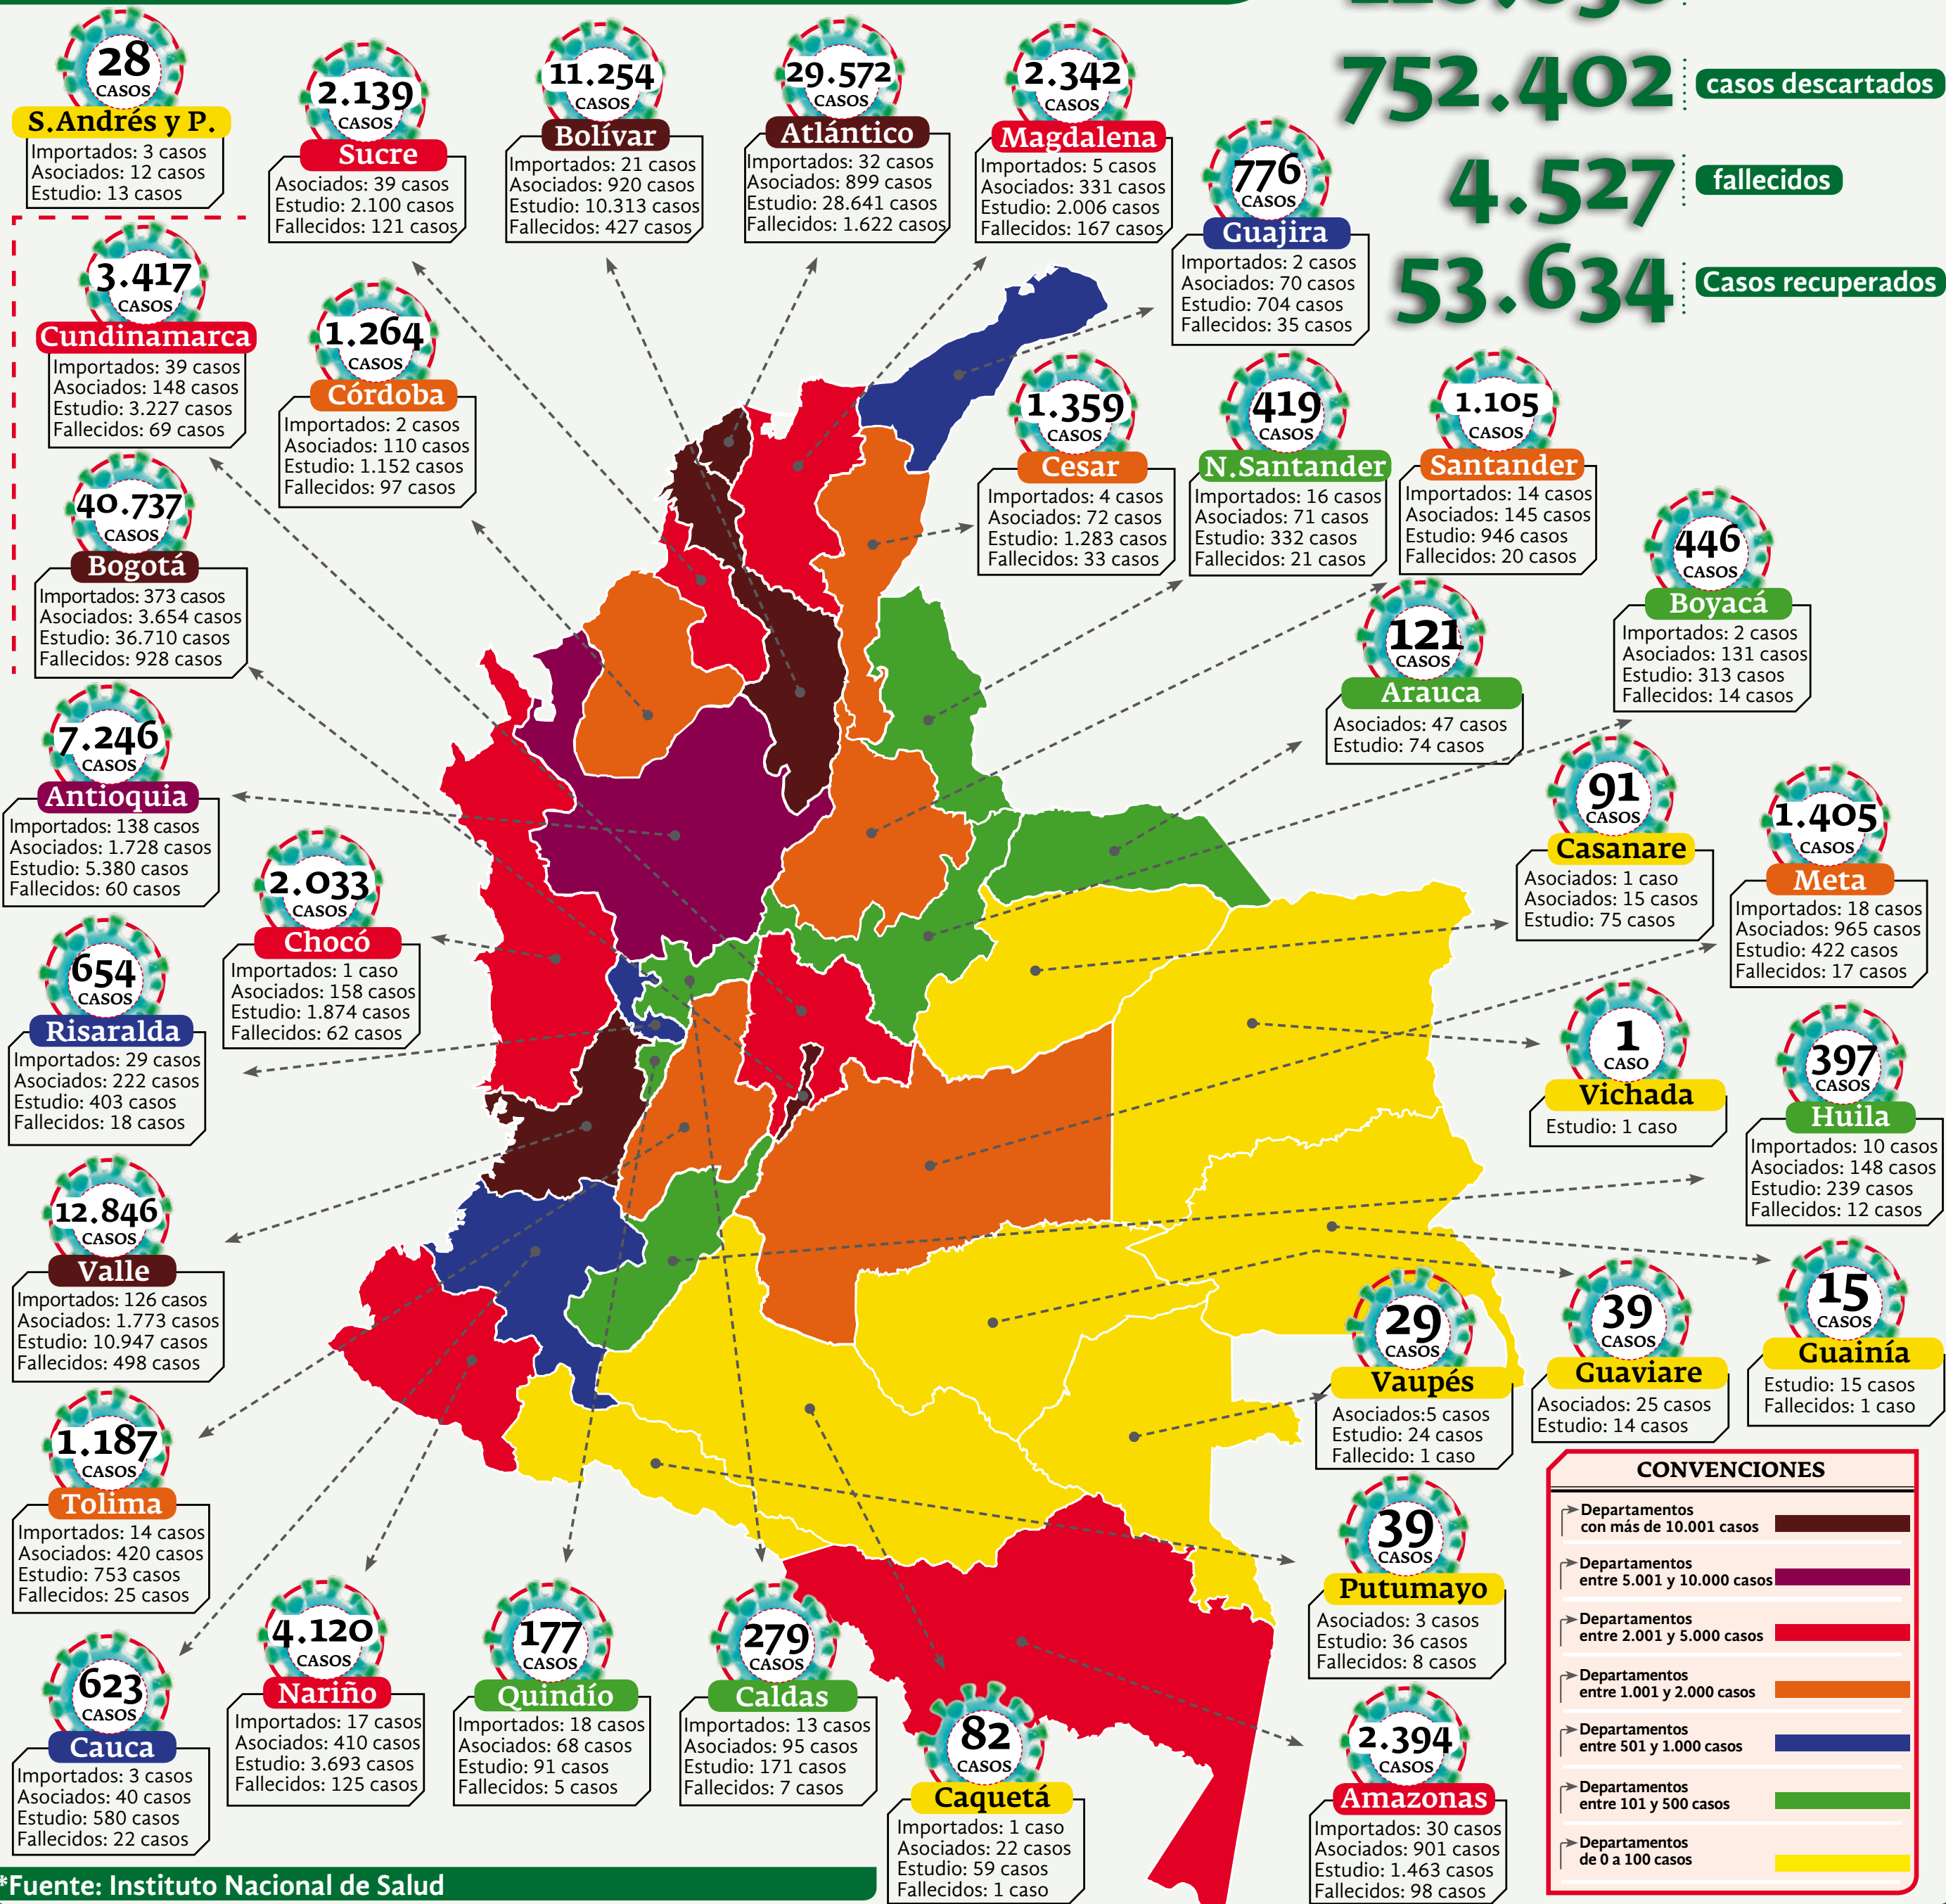 752.402
casos descartados
4.527
fallecidos
53.634
Casos recuperados
28
CASOS
S.Andrés y P.
Importados: 3 casos
Asociados: 12 casos
Estudio: 13 casos
2.139
CASOS
Sucre
Asociados: 39 casos
Estudio: 2.100 casos
Fallecidos: 121 casos
11.254
CASOS
Bolívar
Importados: 21 casos
Asociados: 920 casos
Estudio: 10.313 casos
Fallecidos: 427 casos
29.572
CASOS
Atlántico
Importados: 32 casos
Asociados: 899 casos
Estudio: 28.641 casos
Fallecidos: 1.622 casos
2.342
CASOS
Magdalena
Importados: 5 casos
Asociados: 331 casos
Estudio: 2.006 casos
Fallecidos: 167 casos
776
CASOS
Guajira
Importados: 2 casos
Asociados: 70 casos
Estudio: 704 casos
Fallecidos: 35 casos
3.417
CASOS
Cundinamarca
Importados: 39 casos
Asociados: 148 casos
Estudio: 3.227 casos
Fallecidos: 69 casos
1.264
CASOS
Córdoba
Importados: 2 casos
Asociados: 110 casos
Estudio: 1.152 casos
Fallecidos: 97 casos
1.359
CASOS
Cesar
Importados: 4 casos
Asociados: 72 casos
Estudio: 1.283 casos
Fallecidos: 33 casos
419
CASOS
N.Santander
Importados: 16 casos
Asociados: 71 casos
Estudio: 332 casos
Fallecidos: 21 casos
1.105
CASOS
Santander
Importados: 14 casos
Asociados: 145 casos
Estudio: 946 casos
Fallecidos: 20 casos
40.737
CASOS
Bogotá
Importados: 373 casos
Asociados: 3.654 casos
Estudio: 36.710 casos
Fallecidos: 928 casos
446
CASOS
Boyacá
Importados: 2 casos
Asociados: 131 casos
Estudio: 313 casos
Fallecidos: 14 casos
121
CASOS
Arauca
Asociados: 47 casos
Estudio: 74 casos
7.246
CASOS
Antioquia
Importados: 138 casos
Asociados: 1.728 casos
Estudio: 5.380 casos
Fallecidos: 60 casos
91
CASOS
Casanare
Asociados: 1 caso
Asociados: 15 casos
Estudio: 75 casos
1.405
CASOS
Meta
Importados: 18 casos
Asociados: 965 casos
Estudio: 422 casos
Fallecidos: 17 casos
2.033
CASOS
Chocó
Importados: 1 caso
Asociados: 158 casos
Estudio: 1.874 casos
Fallecidos: 62 casos
654
CASOS
Risaralda
Importados: 29 casos
Asociados: 222 casos
Estudio: 403 casos
Fallecidos: 18 casos
1
CASO
Vichada
Estudio: 1 caso
397
CASOS
Huila
Importados: 10 casos
Asociados: 148 casos
Estudio: 239 casos
Fallecidos: 12 casos
12.846
CASOS
Valle
Importados: 126 casos
Asociados: 1.773 casos
Estudio: 10.947 casos
Fallecidos: 498 casos
29
CASOS
Vaupés
Asociados:5 casos
Estudio: 24 casos
Fallecido: 1 caso
39
CASOS
Guaviare
Asociados: 25 casos
Estudio: 14 casos
15
CASOS
Guainía
Estudio: 15 casos
Fallecidos: 1 caso
1.187
CASOS
Tolima
Importados: 14 casos
Asociados: 420 casos
Estudio: 753 casos
Fallecidos: 25 casos
39
CASOS
Putumayo
Asociados: 3 casos
Estudio: 36 casos
Fallecidos: 8 casos
623
CASOS
Cauca
Importados: 3 casos
Asociados: 40 casos
Estudio: 580 casos
Fallecidos: 22 casos
4.120
CASOS
Nariño
Importados: 17 casos
Asociados: 410 casos
Estudio: 3.693 casos
Fallecidos: 125 casos
177
CASOS
Quindío
Importados: 18 casos
Asociados: 68 casos
Estudio: 91 casos
Fallecidos: 5 casos
279
CASOS
Caldas
Importados: 13 casos
Asociados: 95 casos
Estudio: 171 casos
Fallecidos: 7 casos
82
CASOS
Caquetá
Importados: 1 caso
Asociados: 22 casos
Estudio: 59 casos
Fallecidos: 1 caso
2.394
CASOS
Amazonas
Importados: 30 casos
Asociados: 901 casos
Estudio: 1.463 casos
Fallecidos: 98 casos
CONVENCIONES
Departamentos
con más de 10.001 casos
Departamentos
entre 5.001 y 10.000 casos
Departamentos
entre 2.001 y 5.000 casos
Departamentos
entre 1.001 y 2.000 casos
Departamentos
entre 501 y 1.000 casos
Departamentos
entre 101 y 500 casos
Departamentos
de 0 a 100 casos
*Fuente: Instituto Nacional de Salud